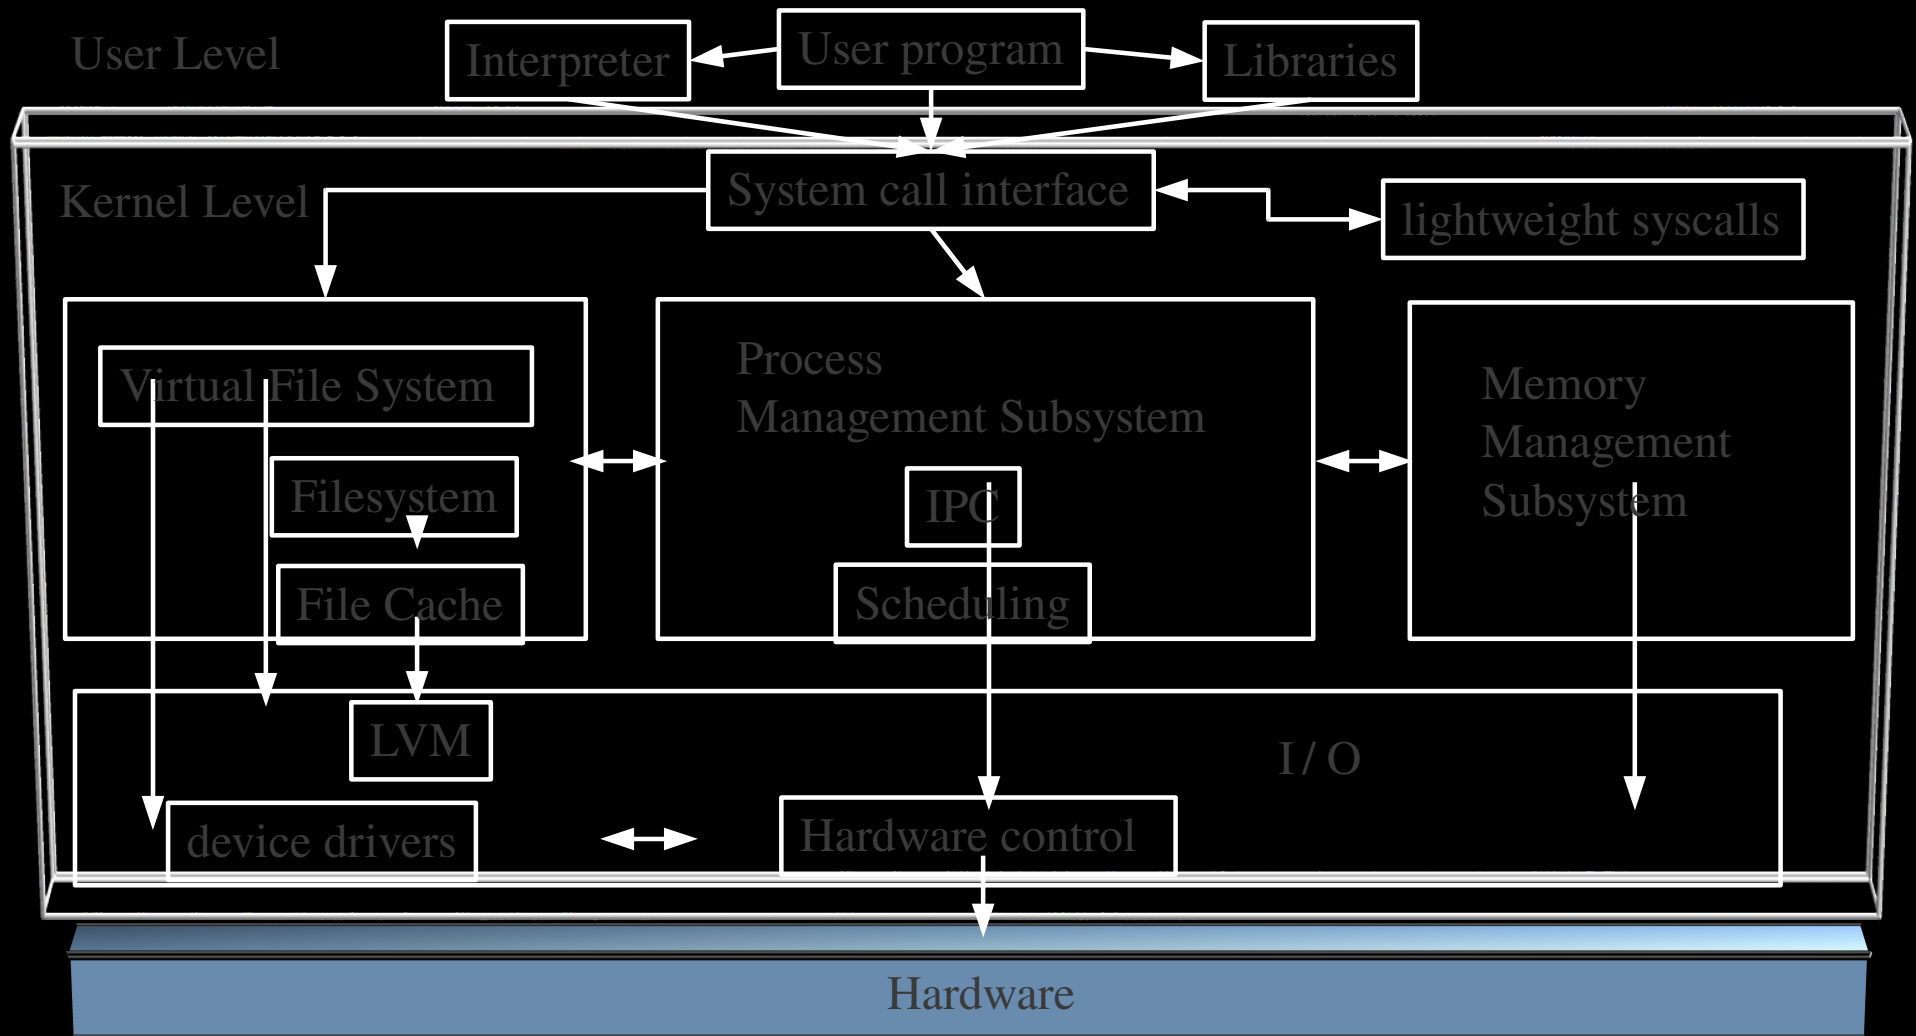 User Level
Interpreter
User program
Libraries
Kernel Level
System call interface
lightweight syscalls
Virtual File System
Filesystem
File Cache
Process
Management Subsystem
IPC
Scheduling
Memory
Management
Subsystem
LVM
I / O
device drivers
Hardware control
Hardware